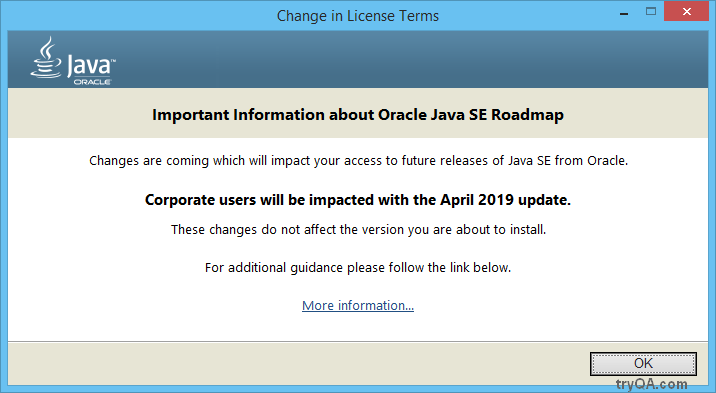 Change in License Terms
Java™
ORACLE
Important Information about Oracle Java SE Roadmap
Changes are coming which will impact your access to future releases of Java SE from Oracle.
Corporate users will be impacted with the April 2019 update.
These changes do not affect the version you are about to install.
For additional guidance please follow the link below.
More information...
OK
tryQA.com